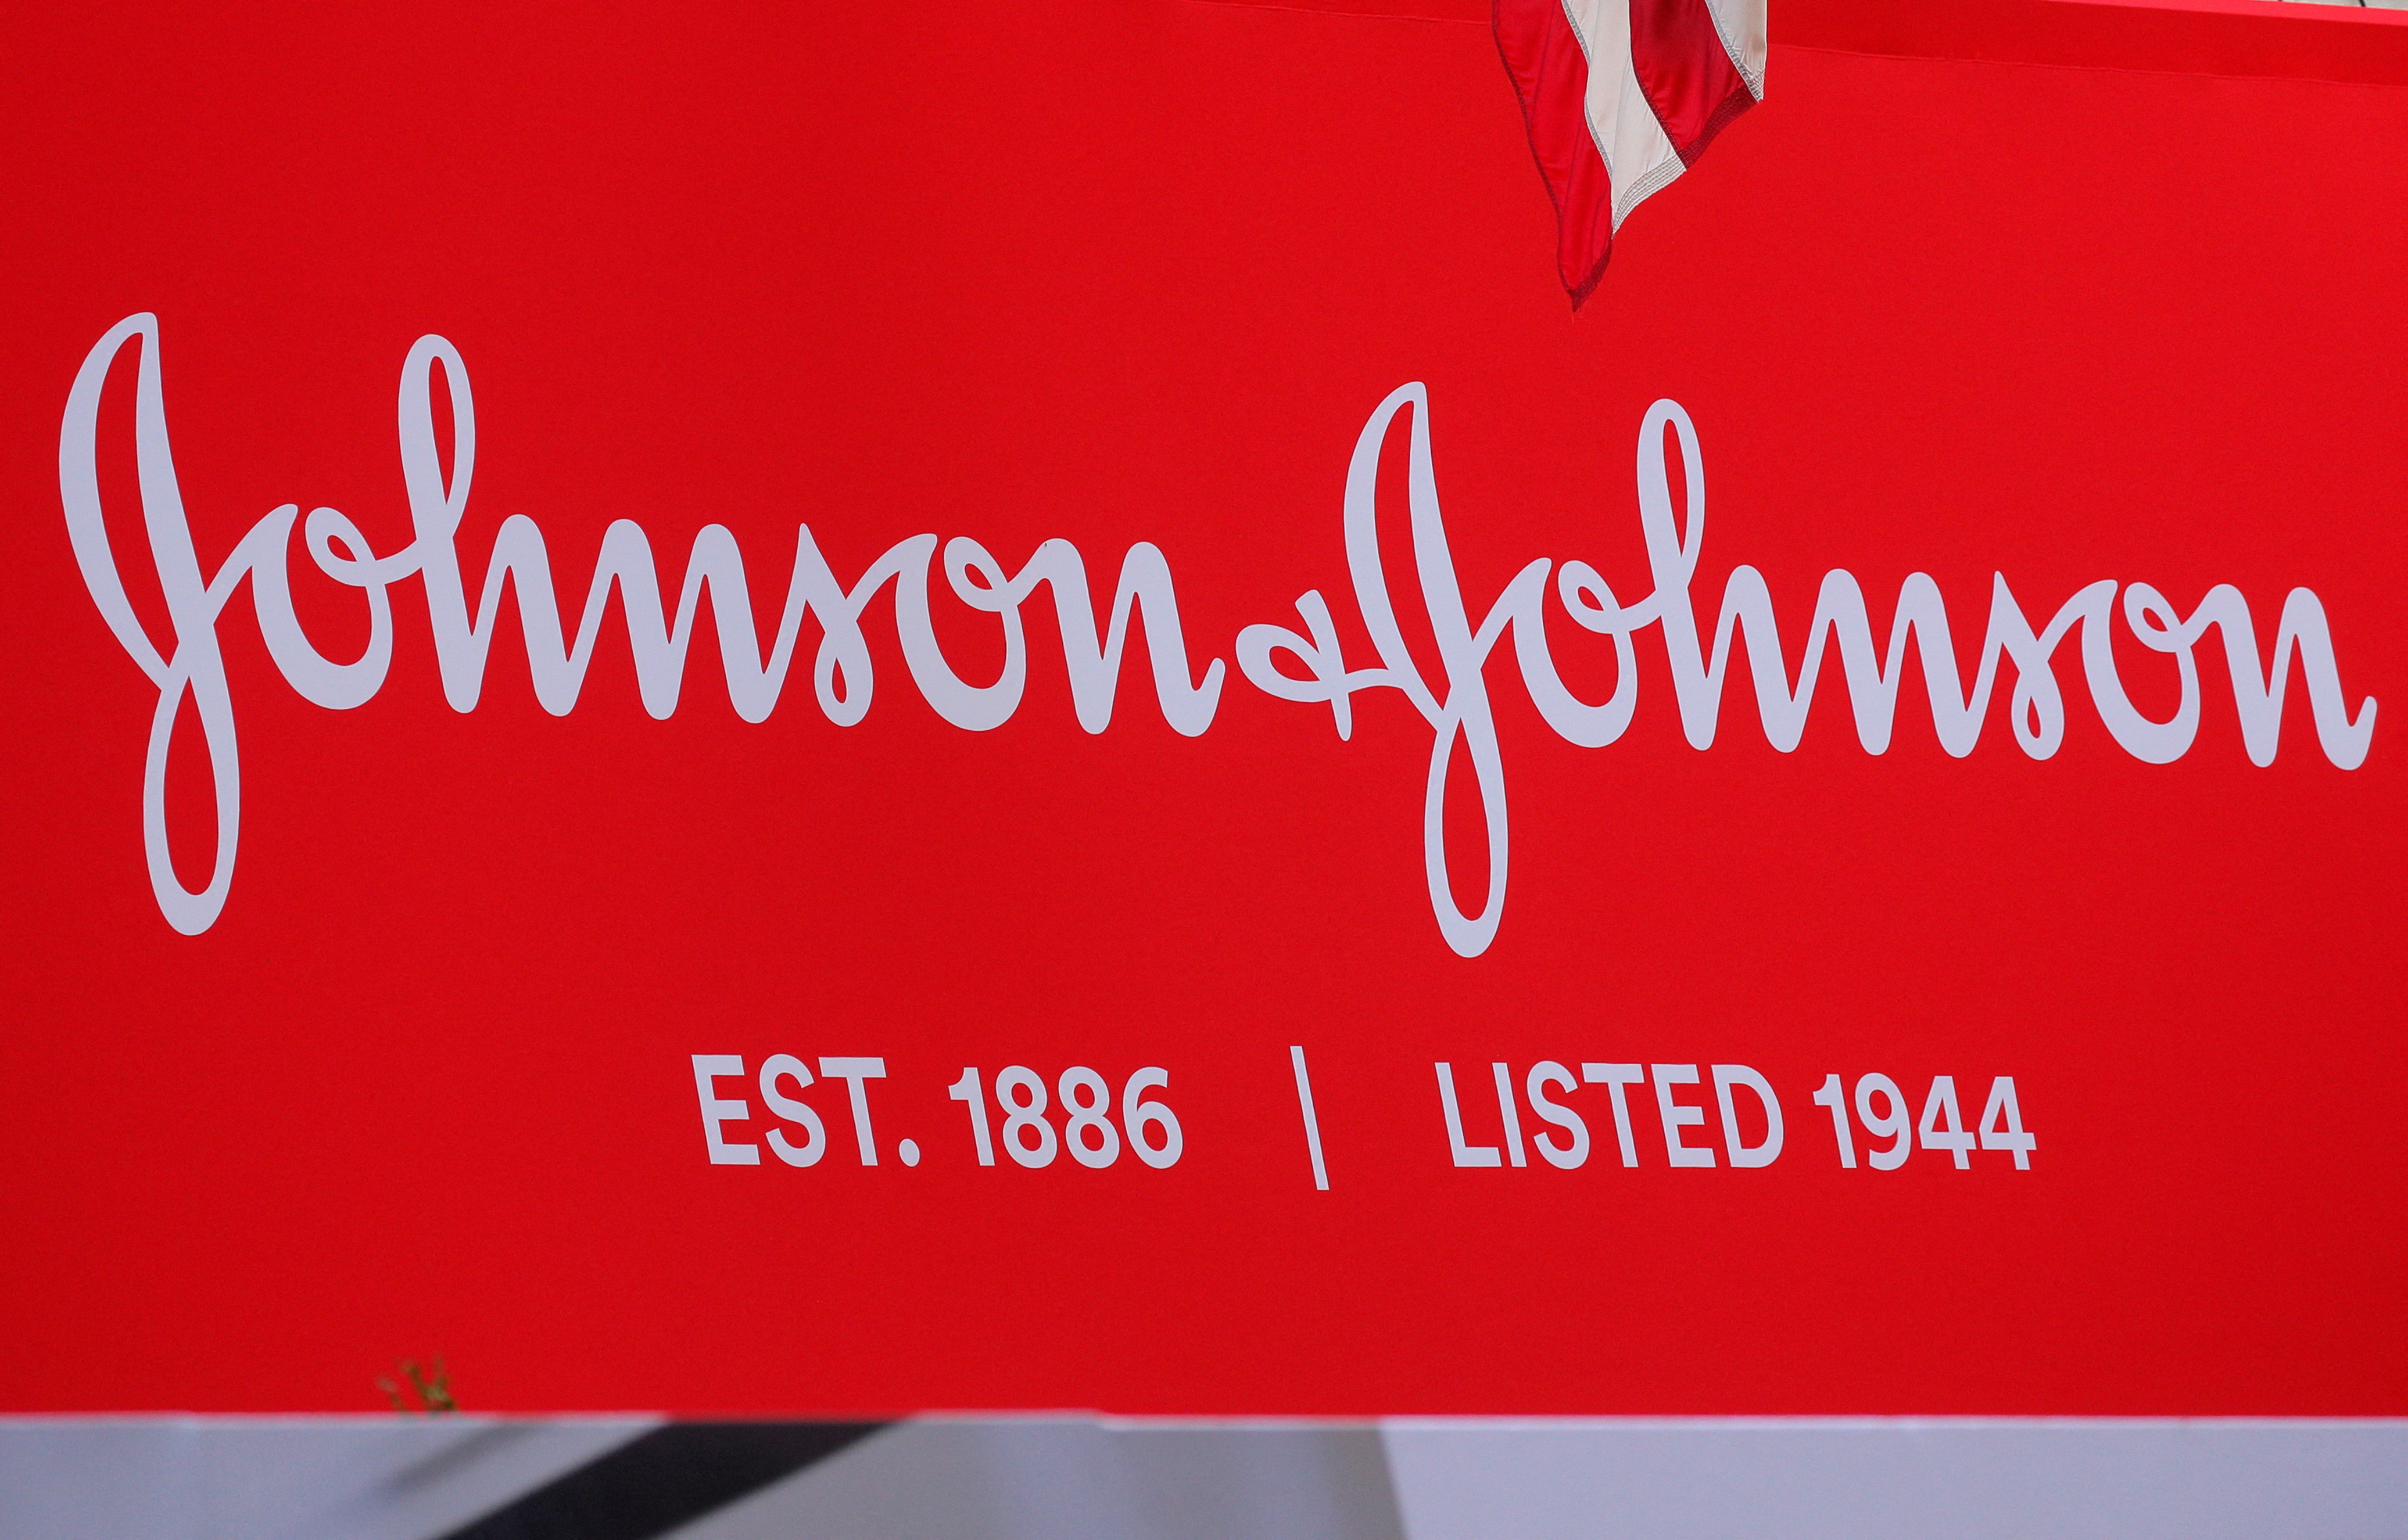 Johnson & Johnson
EST. 1886 | LISTED 1944